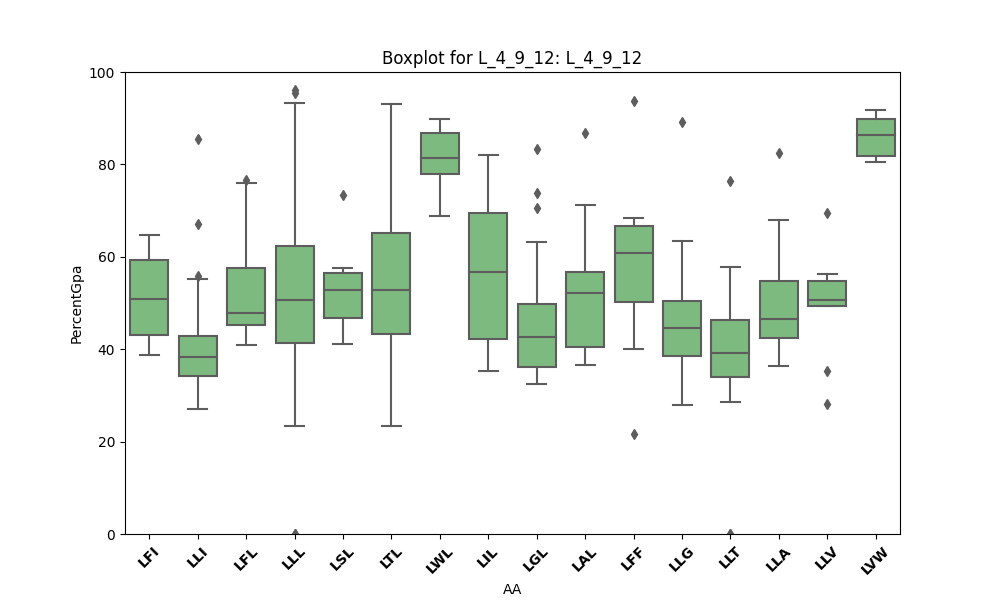 Boxplot for L_4_9_12: L_4_9_12
100
80
60
40
20
0
PercentGpa
LFI LLI LFL LLL LSL LTL LWL LIL LGL LAL LFF LLG LLT LLA LLV LVW
AA